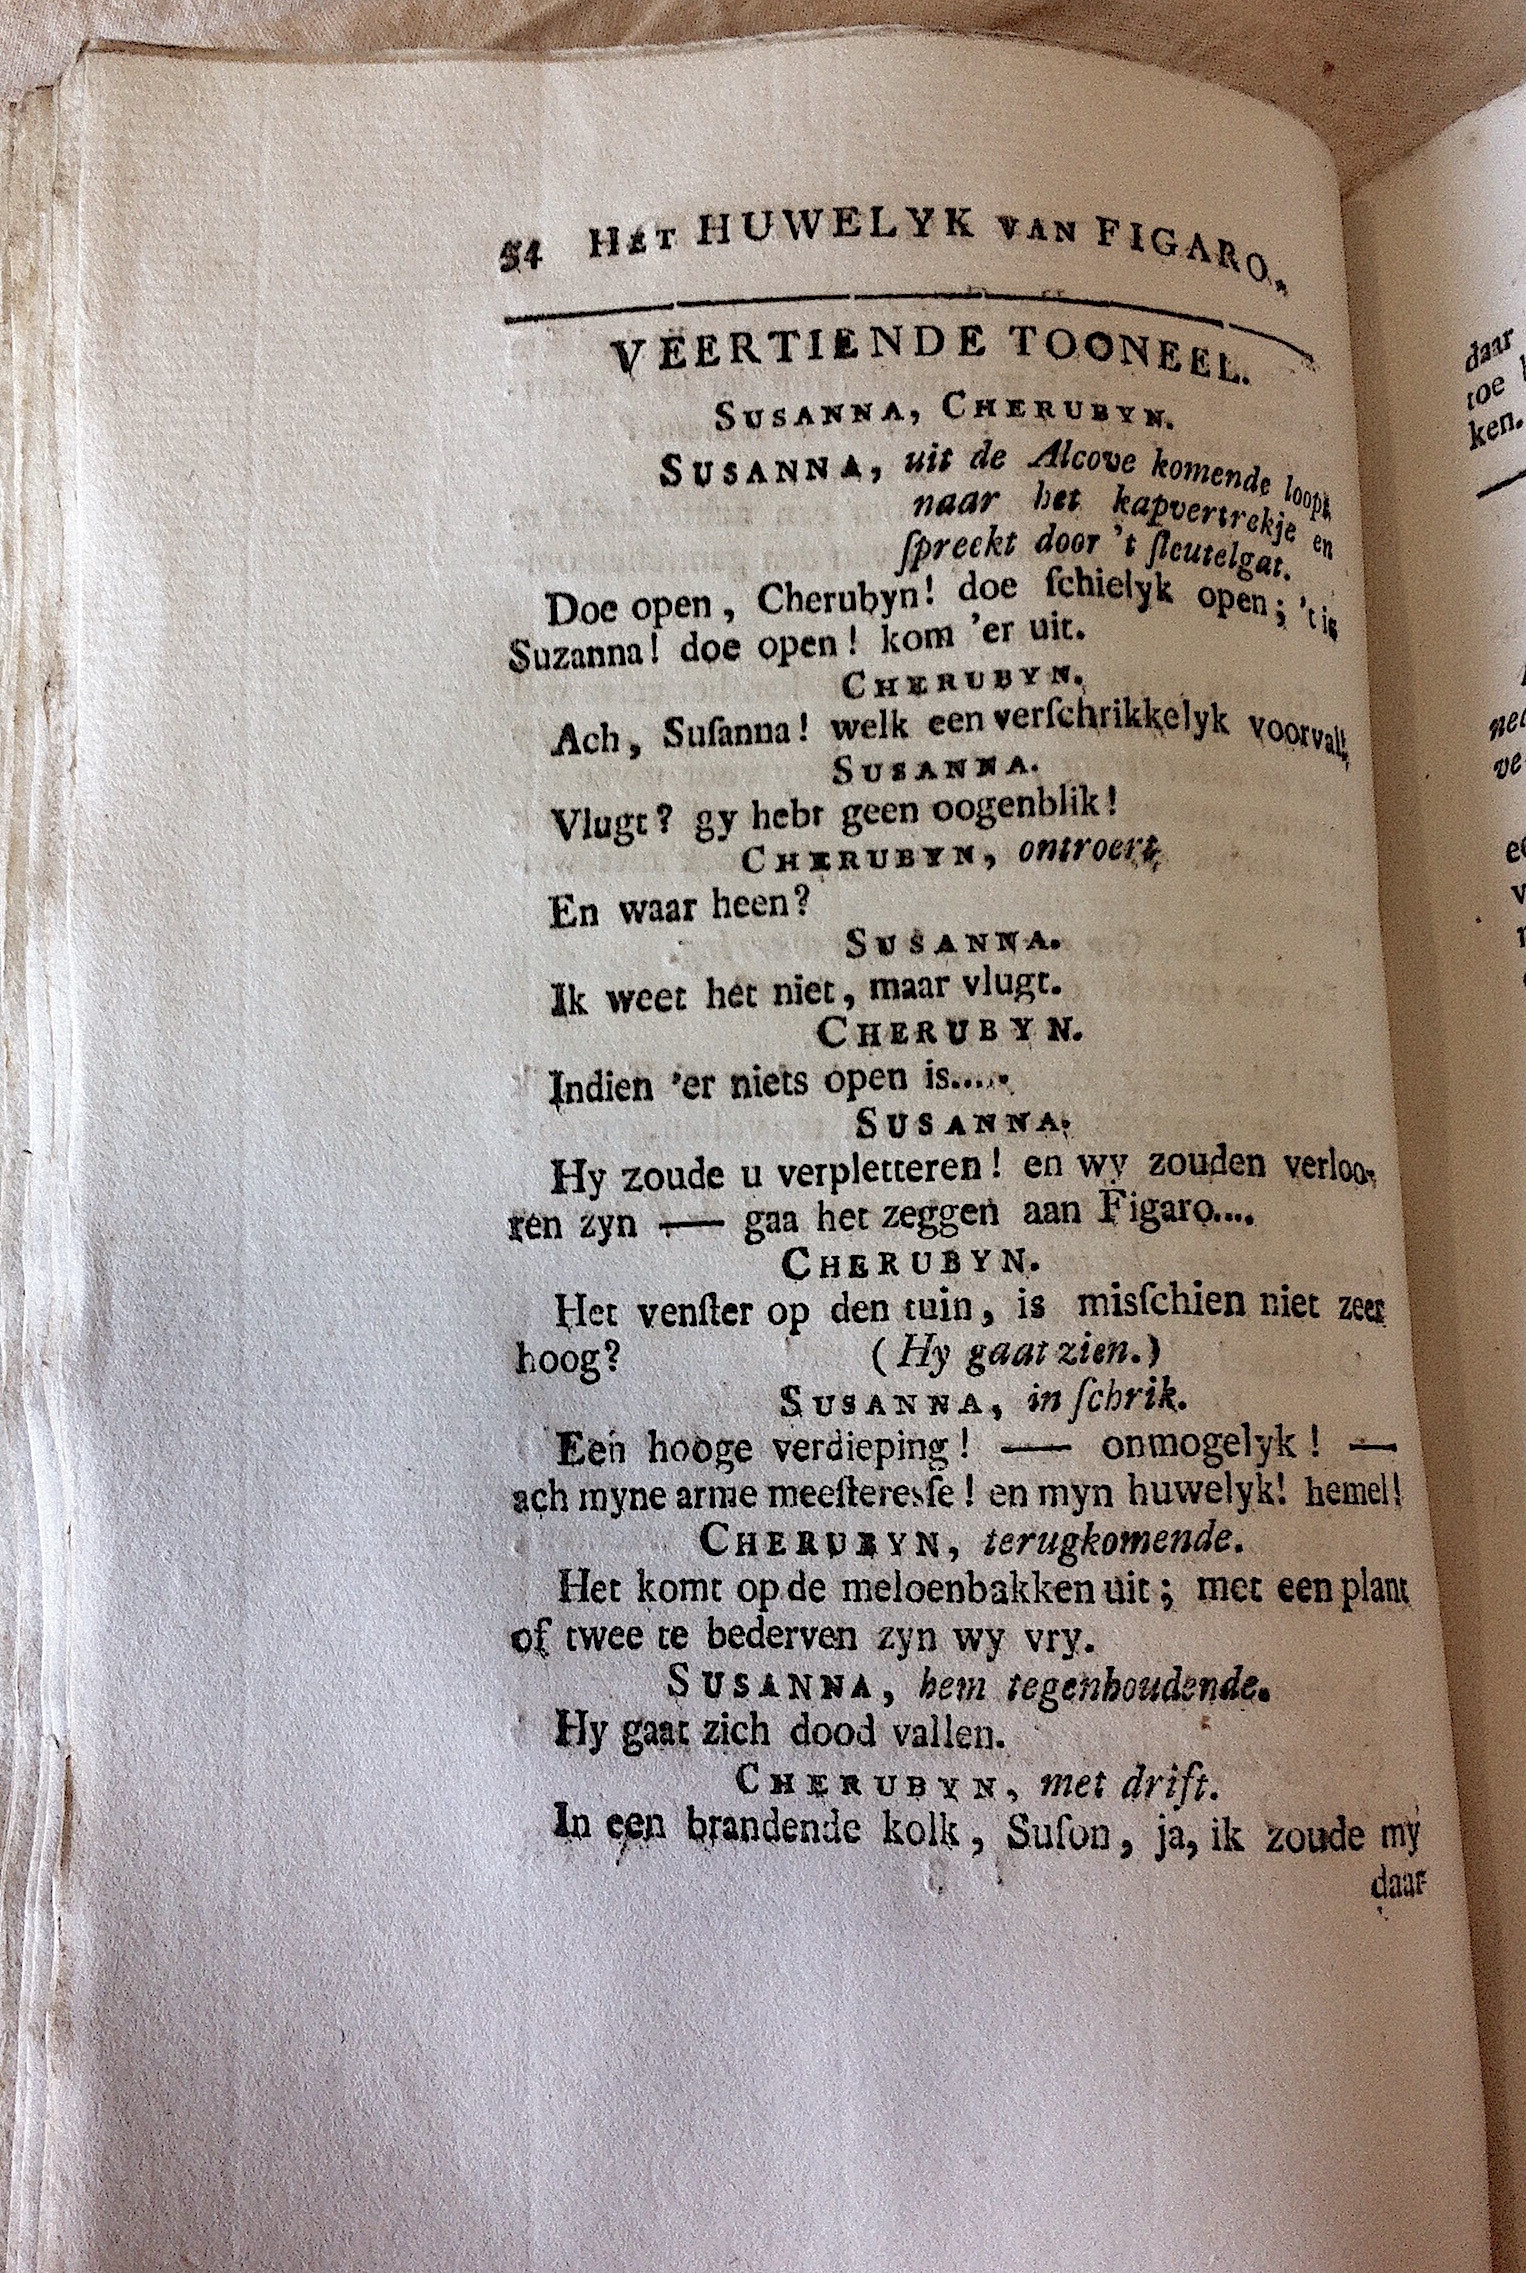 54 HET HUWELYK VAN FIGARO.
VEERTIENDE TOONEEL.
SUSANNA, CHERUBYN.
SUSANNA, uit de Alcove komende loopt
naar het kapvertrekje en
ſpreekt door 't ſleutelgat.
Doe open, Cherubyn! doe ſchielyk open; 't is
Suzanna! doe open! kom 'er uit.
CHERUBYN.
Ach, Suſanna! welk een verſchrikkelyk voorval!
SUSANNA.
Vlugt? gy hebt geen oogenblik!
CHERUBYN, ontroert.
En waar heen?
SUSANNA.
Ik weet het niet, maar vlugt.
CHERUBYN.
Indien 'er niets open is.....
SUSANNA.
Hy zoude u verpletteren! en wy zouden verloo-
ren zyn —— gaa het zeggen aan Figaro....
CHERUBYN.
Het venſter op den tuin, is misſchien niet zeer
hoog? (Hy gaat zien.)
SUSANNA, in ſchrik.
Een hooge verdieping! —— onmogelyk! —
ach myne arme meeſteresſe! en myn huwelyk! hemel!
CHERUBYN, terugkomende.
Het komt op de meloenbakken uit; met een plant
of twee te bederven zyn wy vry.
SUSANNA, hem tegenhoudende.
Hy gaat zich dood vallen.
CHERUBYN, met drift.
In een brandende kolk, Suſon, ja, ik zoude my
daar
daar
toe
ken.